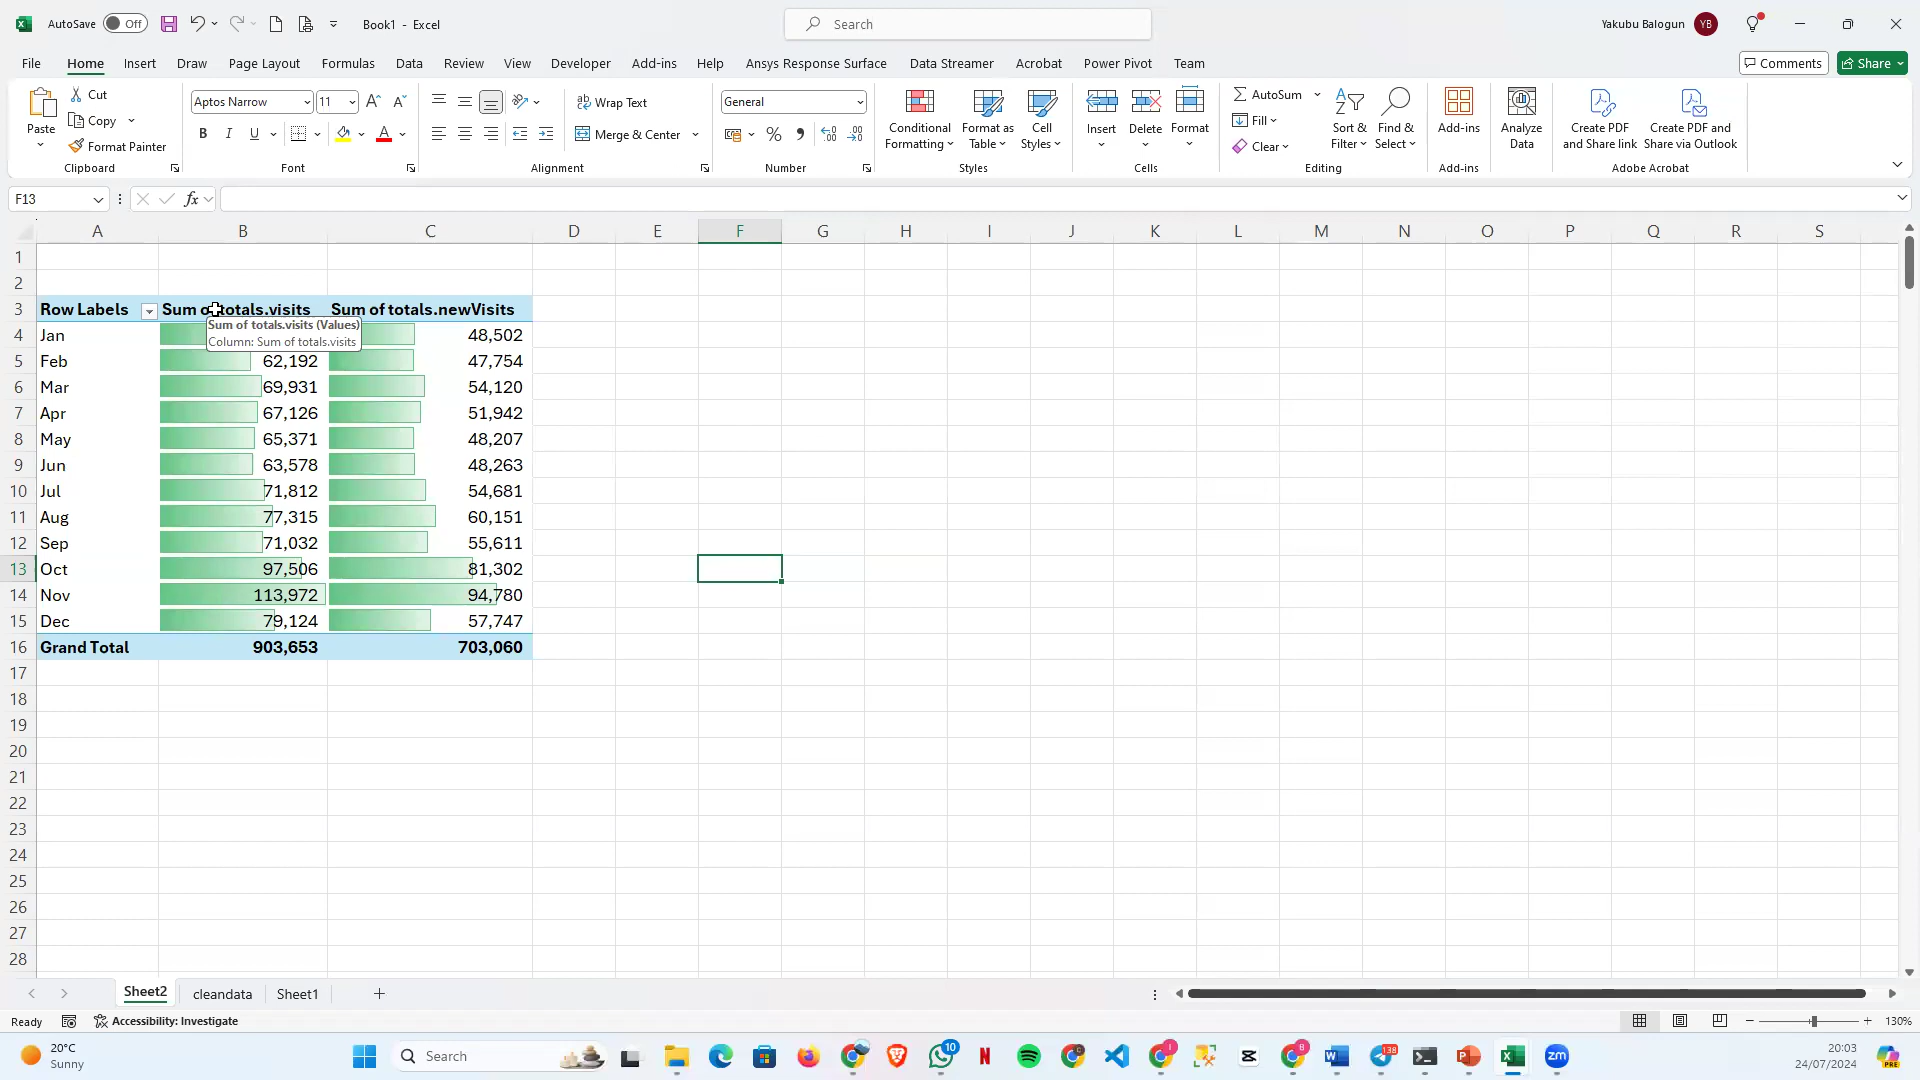 AutoSave Off Book1 - Excel Search Yakubu Balogun YB
File Home Insert Draw Page Layout Formulas Data Review View Developer Add-ins Help Ansys Response Surface Data Streamer Acrobat Power Pivot Team Comments Share
Paste Cut Copy Format Painter Clipboard
Aptos Narrow 11 B I U A Font
Wrap Text Merge & Center Alignment
General % Number
Conditional Formatting Format as Table Cell Styles Styles
Insert Delete Format Cells
AutoSum Fill Clear Sort & Filter Find & Select Editing
Add-ins Add-ins
Analyze Data
Create PDF and Share link Create PDF and Share via Outlook Adobe Acrobat
F13 fx
A B C D E F G H I J K L M N O P Q R S
1
2
3 Row Labels Sum of totals.visits Sum of totals.newVisits
Sum of totals.visits (Values)
Column: Sum of totals.visits
4 Jan 48,502
5 Feb 62,192 47,754
6 Mar 69,931 54,120
7 Apr 67,126 51,942
8 May 65,371 48,207
9 Jun 63,578 48,263
10 Jul 71,812 54,681
11 Aug 77,315 60,151
12 Sep 71,032 55,611
13 Oct 97,506 81,302
14 Nov 113,972 94,780
15 Dec 79,124 57,747
16 Grand Total 903,653 703,060
17
18
19
20
21
22
23
24
25
26
27
28
Sheet2 cleandata Sheet1
Ready Accessibility: Investigate 130%
20°C Sunny Search 10 138 zm 20:03
24/07/2024